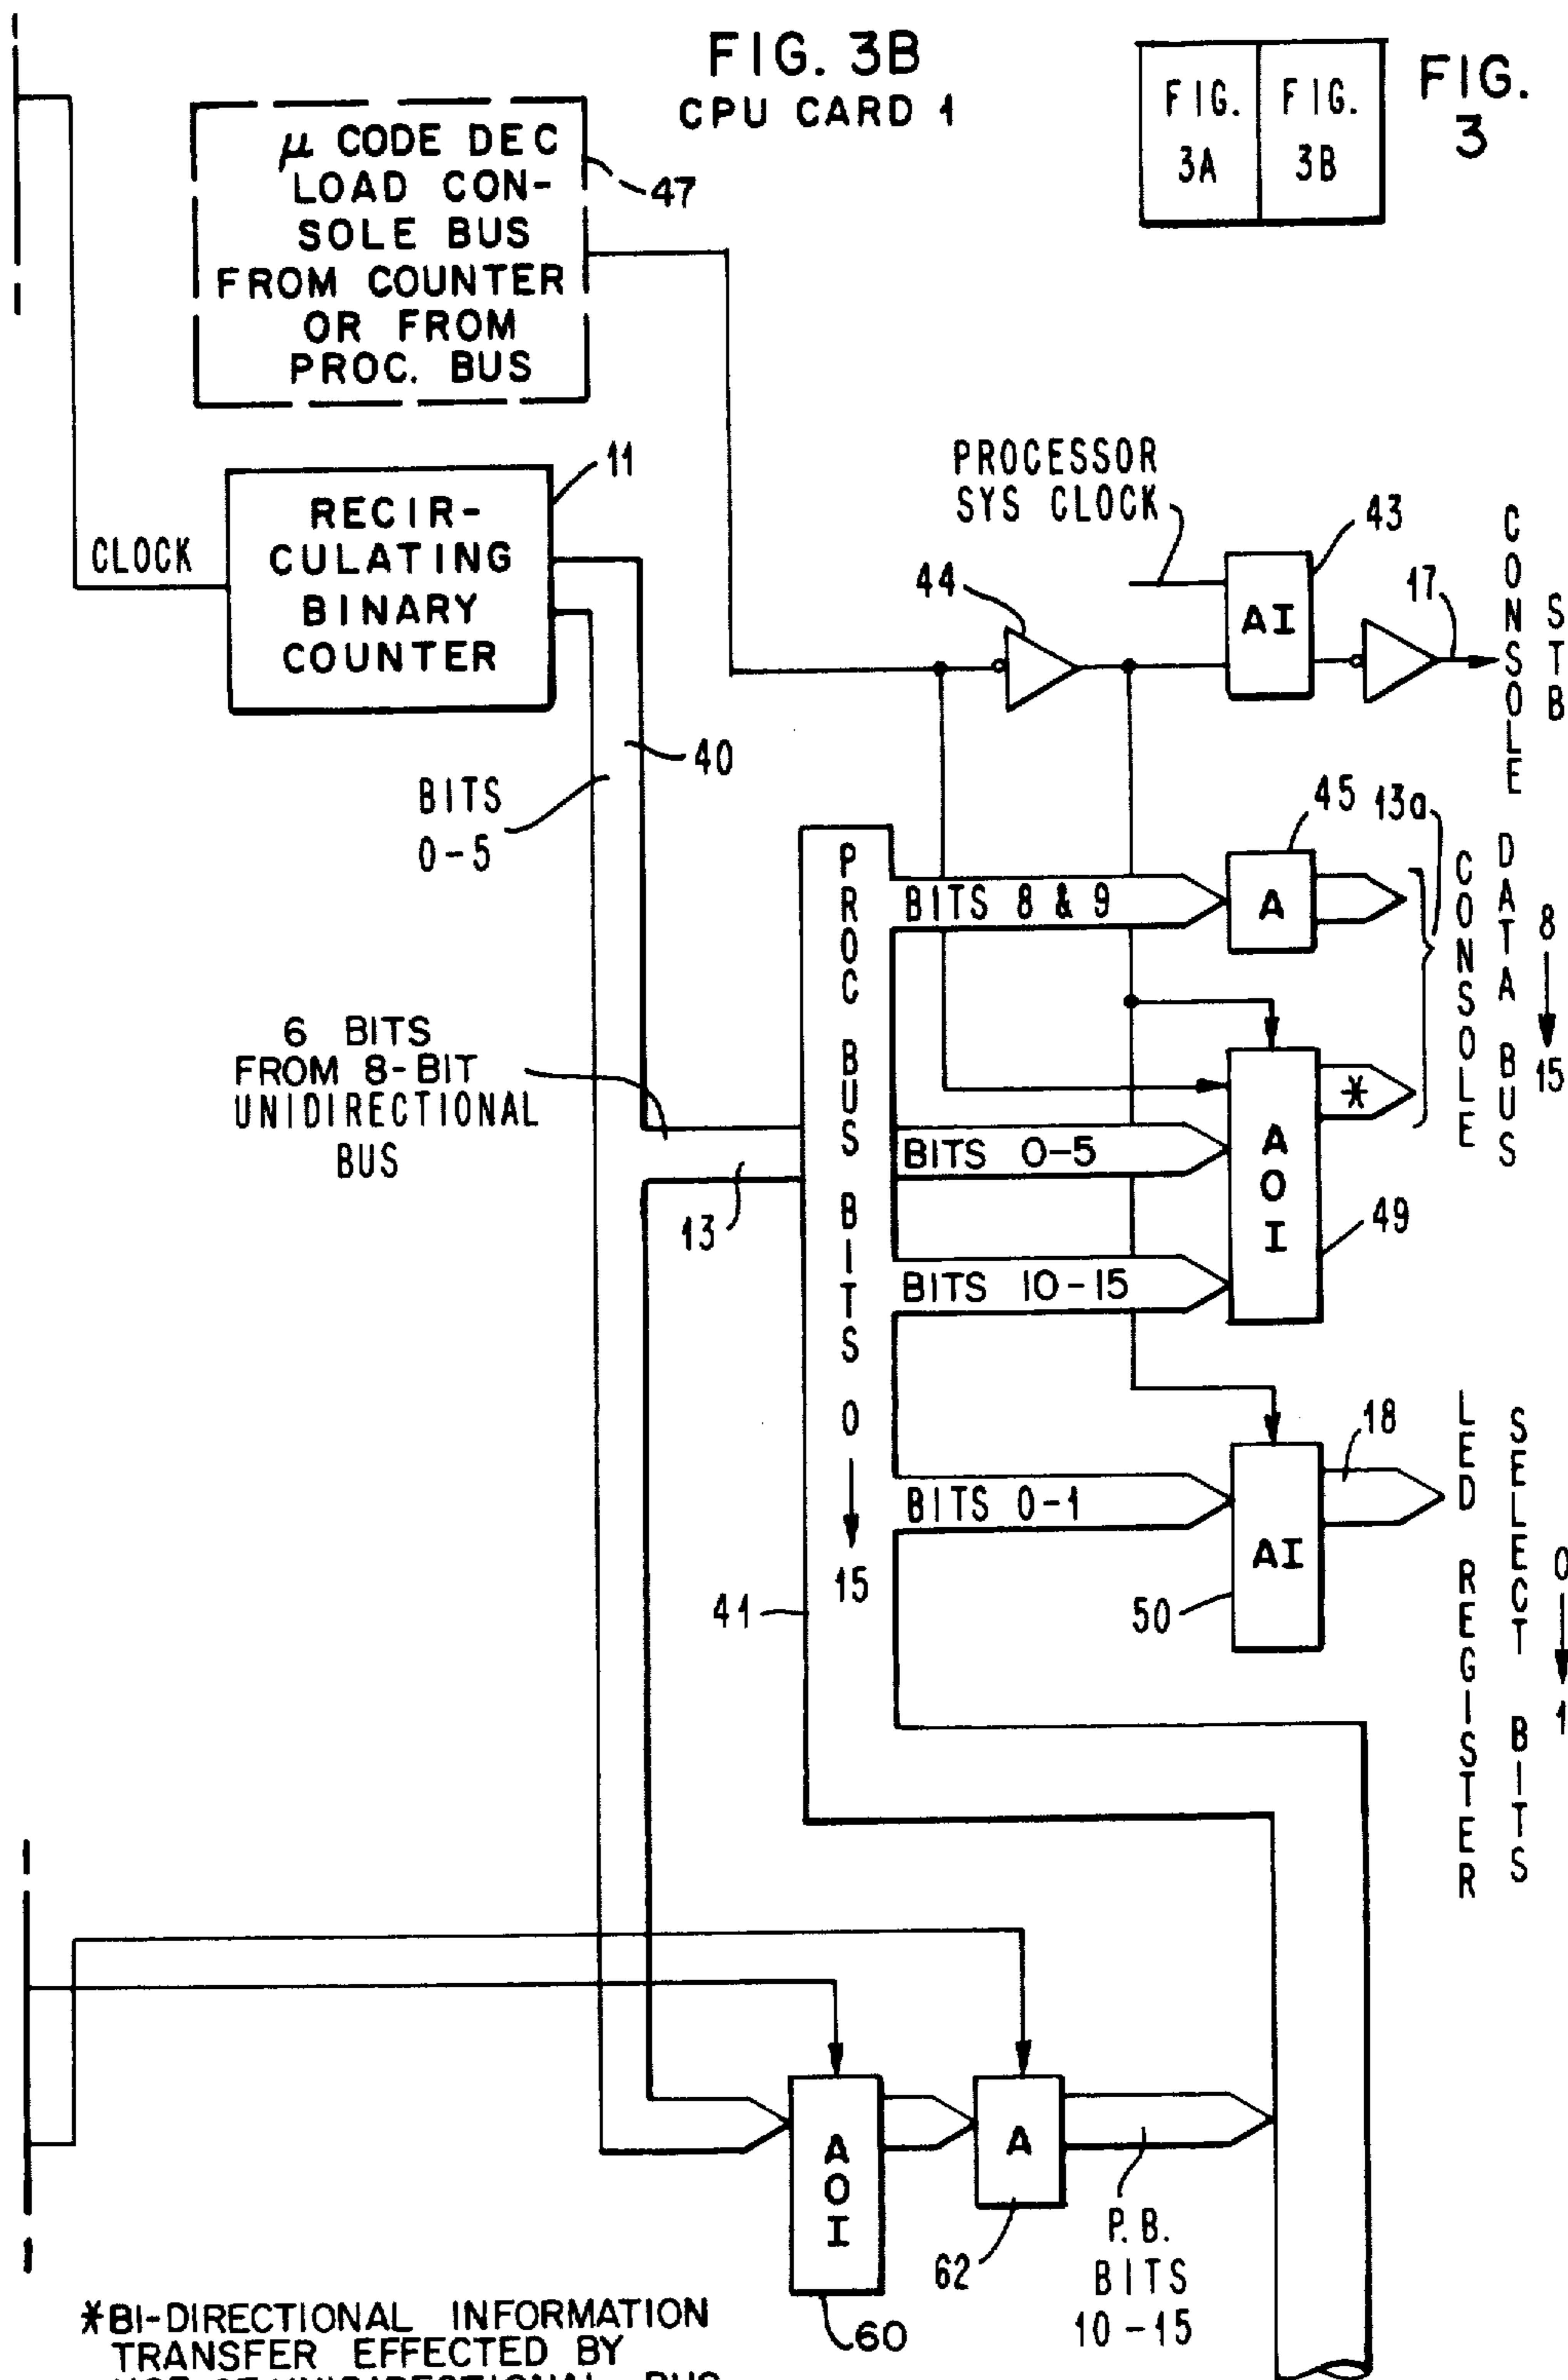 FIG. 3B
CPU CARD 1
FIG.
3A
FIG.
3B
FIG.
3
μ CODE DEC
LOAD CON-
SOLE BUS
FROM COUNTER
OR FROM
PROC. BUS
47
11
RECIR-
CULATING
BINARY
COUNTER
CLOCK
PROCESSOR
SYS CLOCK
43
44
AI
17
CONSOLE
STB
40
BITS
0-5
45
13a
PROC BUS BITS 0
15
BITS 8 & 9
A
CONSOLE
DATA BUS
8
15
6 BITS
FROM 8-BIT
UNIDIRECTIONAL
BUS
*
BITS 0-5
AOI
13
49
BITS 10-15
18
BITS 0-1
AI
41
50
LED REGISTER
SELECT BITS
0
1
AOI
A
62
P.B.
BITS
10-15
60
*BI-DIRECTIONAL INFORMATION
TRANSFER EFFECTED BY
USE OF UNIDIRECTIONAL BUS